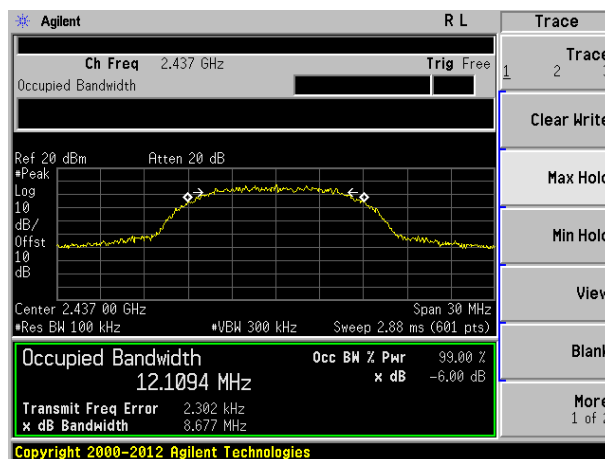 Agilent R L Trace
Ch Freq 2.437 GHz Trig Free
Occupied Bandwidth
Trace
1 2 3
Clear Write
Max Hold
Min Hold
View
Blank
More
1 of 2
Ref 20 dBm Atten 20 dB
#Peak
Log
10
dB/
Offst
10
dB
Center 2.437 00 GHz Span 30 MHz
#Res BW 100 kHz #VBW 300 kHz Sweep 2.88 ms (601 pts)
Occupied Bandwidth Occ BW % Pwr 99.00 %
12.1094 MHz x dB -6.00 dB
Transmit Freq Error 2.302 kHz
x dB Bandwidth 8.677 MHz
Copyright 2000-2012 Agilent Technologies